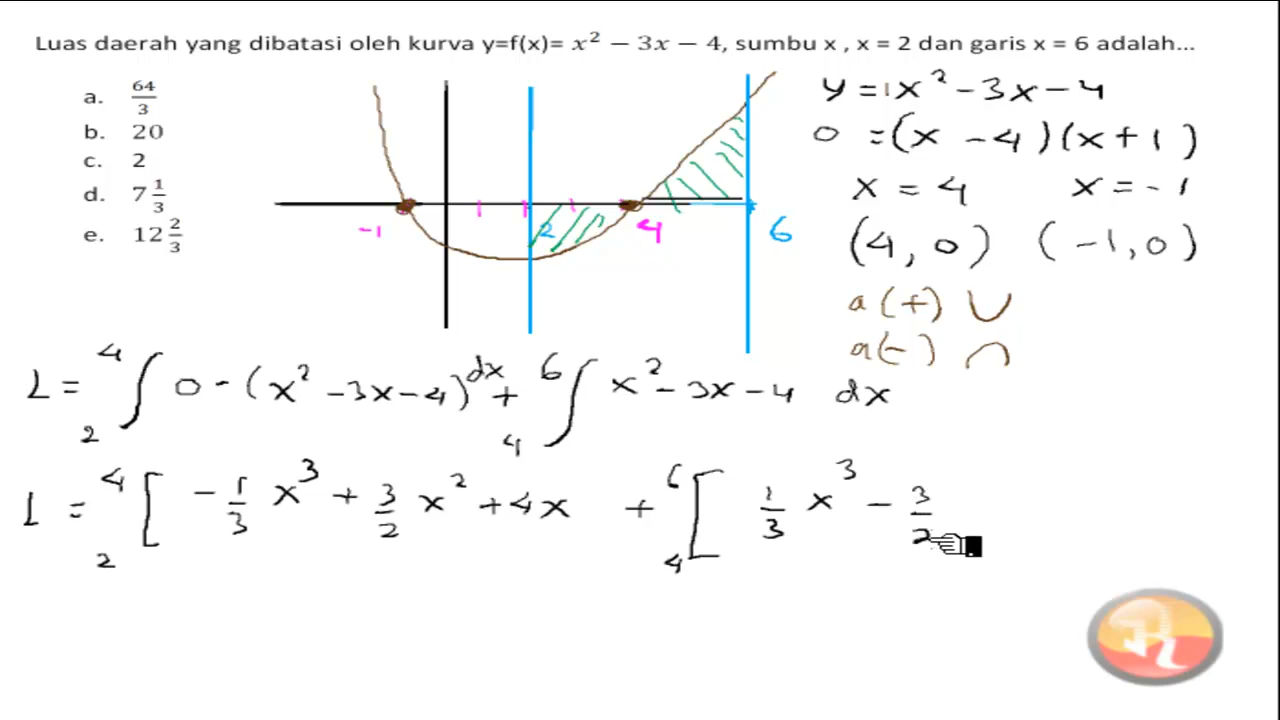 Luas daerah yang dibatasi oleh kurva y=f(x)= x² − 3x − 4, sumbu x , x = 2 dan garis x = 6 adalah...
a. 64/3
b. 20
c. 2
d. 7 1/3
e. 12 2/3
-1
2
4
6
y = 1x² - 3x - 4
0 = (x - 4)(x + 1)
x = 4 x = -1
(4, 0) (-1, 0)
a (+) ∪
a(-) ∩
L = ₂⁴∫ 0 - (x² - 3x - 4) dx + ₄⁶∫ x² - 3x - 4 dx
L = ₂⁴[ - 1/3 x³ + 3/2 x² + 4x + ₄⁶[ 1/3 x³ - 3/2